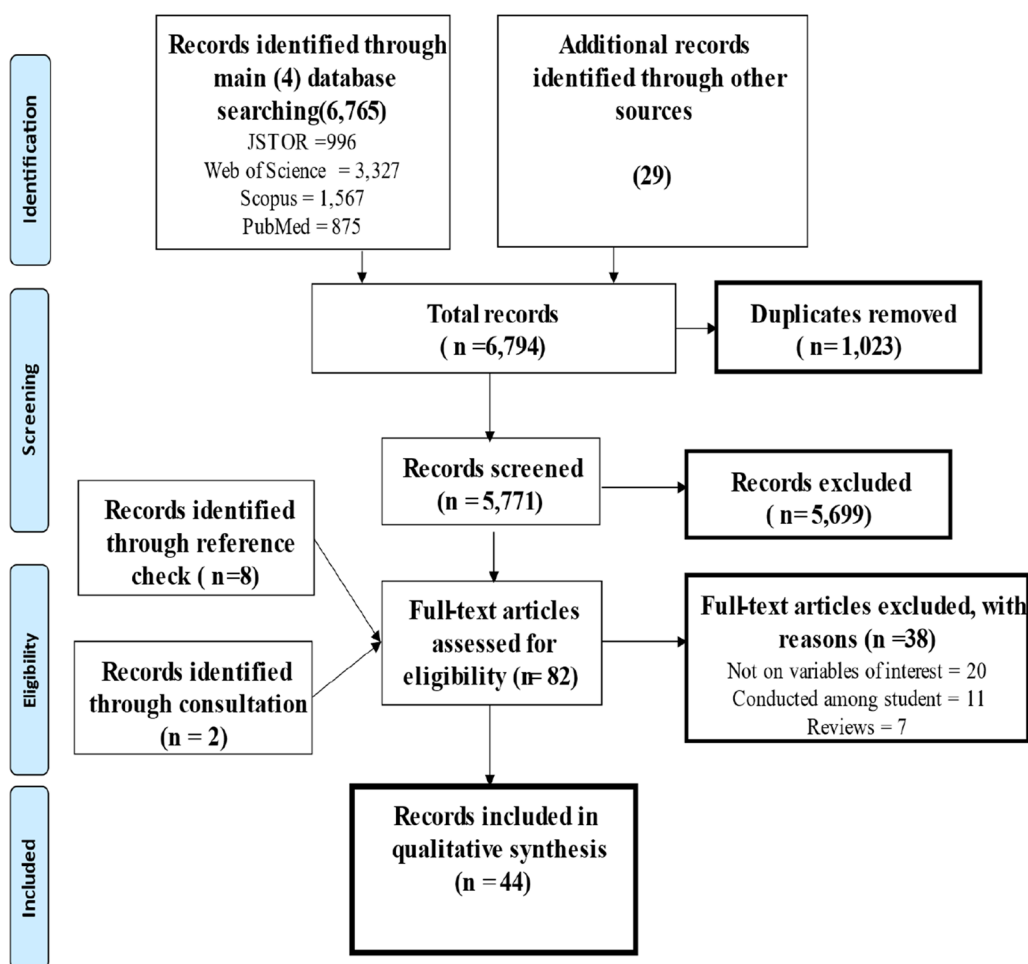 Identification
Records identified through
main (4) database
searching(6,765)
JSTOR =996
Web of Science = 3,327
Scopus = 1,567
PubMed = 875
Additional records
identified through other
sources
(29)
Screening
Total records
( n =6,794)
Duplicates removed
( n= 1,023)
Records screened
(n = 5,771)
Records excluded
( n= 5,699)
Eligibility
Records identified
through reference
check ( n=8)
Records identified
through consultation
(n = 2)
Full-text articles
assessed for
eligibility (n= 82)
Full-text articles excluded, with
reasons (n =38)
Not on variables of interest = 20
Conducted among student = 11
Reviews = 7
Included
Records included in
qualitative synthesis
(n = 44)